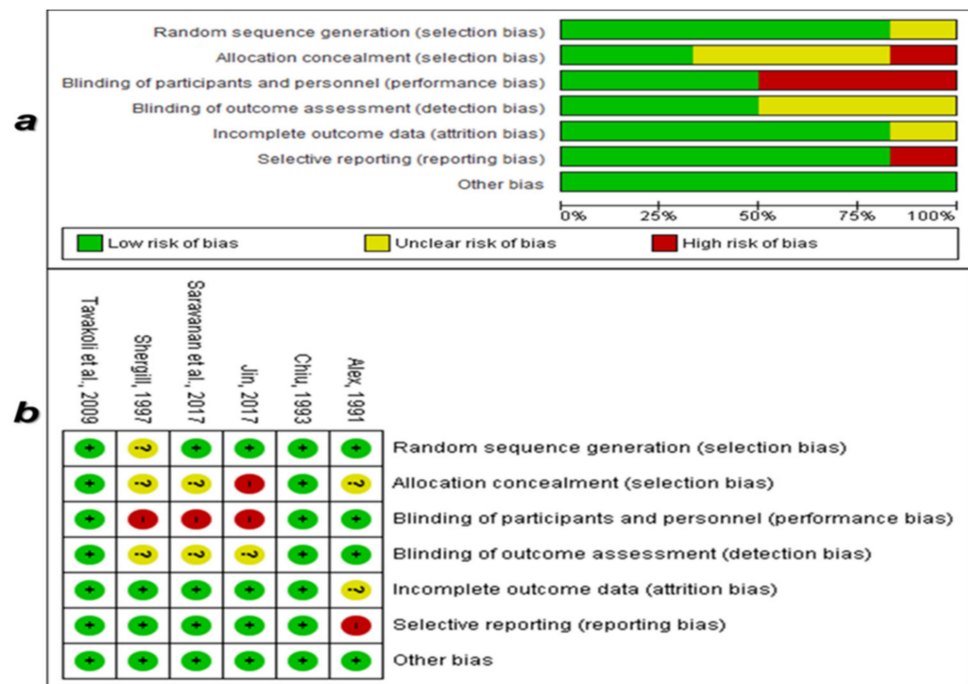 a
Random sequence generation (selection bias)
Allocation concealment (selection bias)
Blinding of participants and personnel (performance bias)
Blinding of outcome assessment (detection bias)
Incomplete outcome data (attrition bias)
Selective reporting (reporting bias)
Other bias
0% 25% 50% 75% 100%
Low risk of bias Unclear risk of bias High risk of bias
b
Tavakoli et al., 2009
Shergill, 1997
Saravanan et al., 2017
Jin, 2017
Chiu, 1993
Alex, 1991
+ ? + + + + Random sequence generation (selection bias)
+ ? ? - + ? Allocation concealment (selection bias)
+ - - - + + Blinding of participants and personnel (performance bias)
+ ? ? ? + + Blinding of outcome assessment (detection bias)
+ + + + + ? Incomplete outcome data (attrition bias)
+ + + + + - Selective reporting (reporting bias)
+ + + + + + Other bias